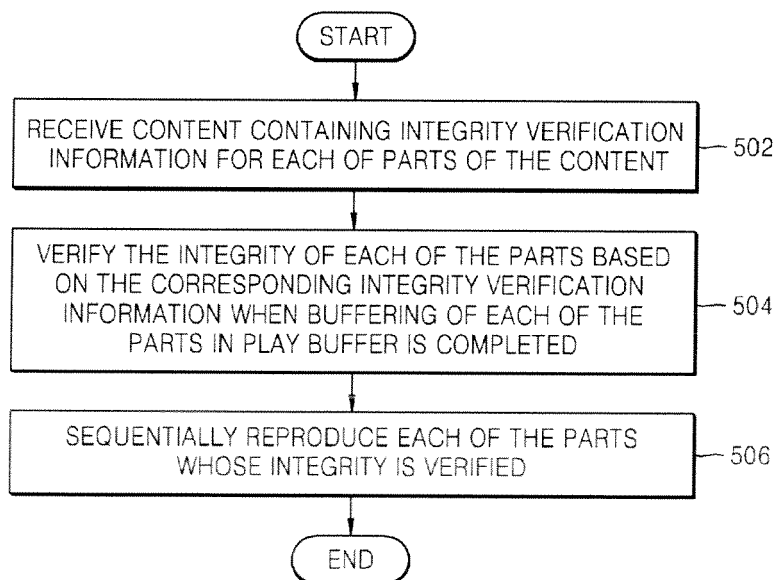 START
RECEIVE CONTENT CONTAINING INTEGRITY VERIFICATION
INFORMATION FOR EACH OF PARTS OF THE CONTENT
502
VERIFY THE INTEGRITY OF EACH OF THE PARTS BASED
ON THE CORRESPONDING INTEGRITY VERIFICATION
INFORMATION WHEN BUFFERING OF EACH OF THE
PARTS IN PLAY BUFFER IS COMPLETED
504
SEQUENTIALLY REPRODUCE EACH OF THE PARTS
WHOSE INTEGRITY IS VERIFIED
506
END